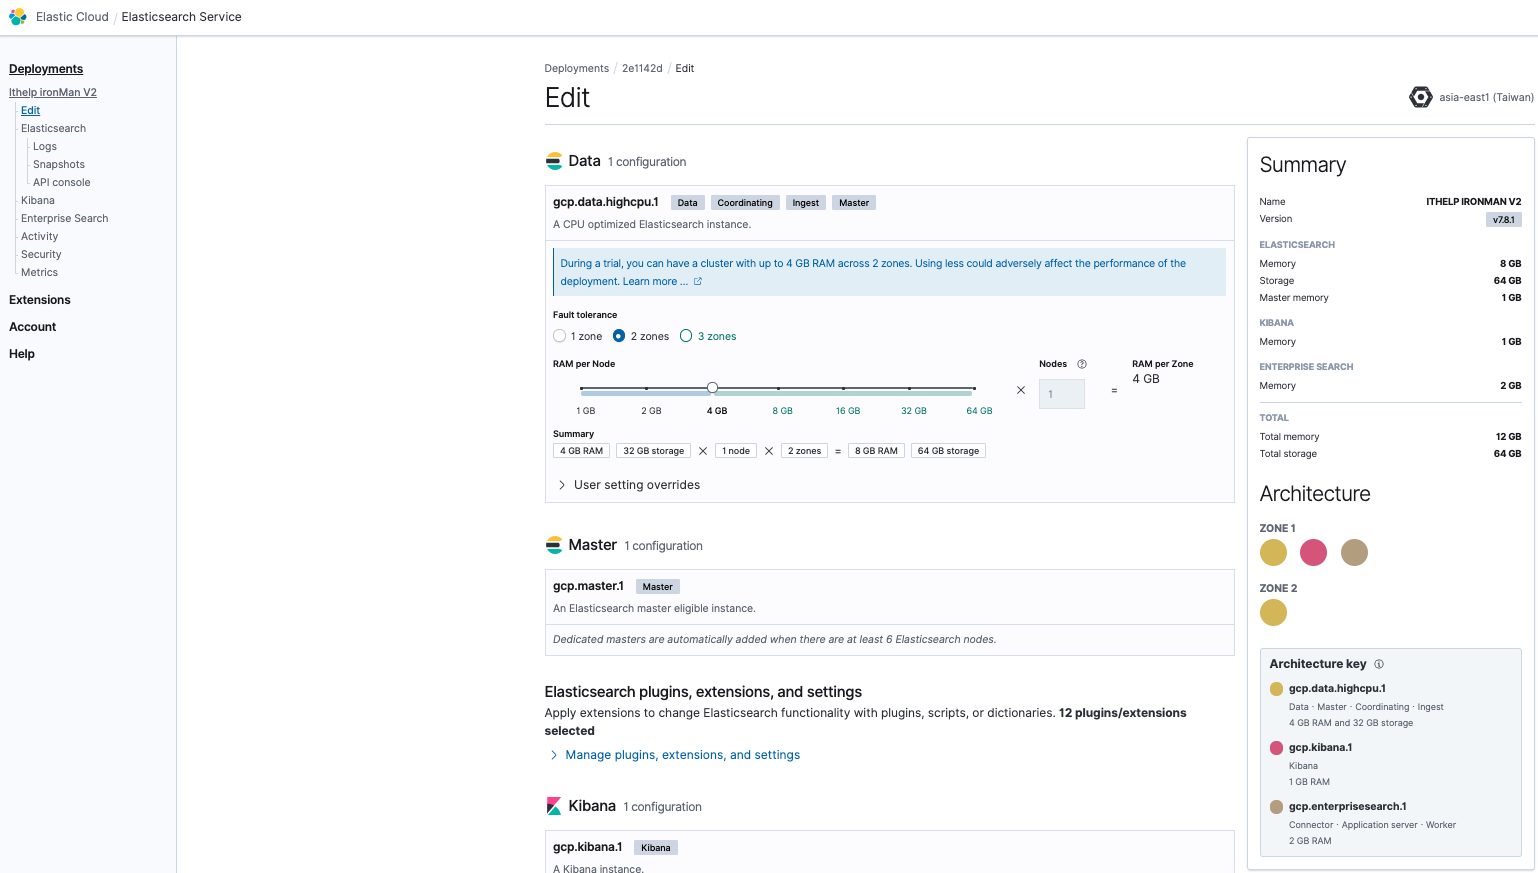 Elastic Cloud / Elasticsearch Service
Deployments
Ithelp ironMan V2
Edit
Elasticsearch
Logs
Snapshots
API console
Kibana
Enterprise Search
Activity
Security
Metrics
Extensions
Account
Help
Deployments / 2e1142d / Edit
Edit
asia-east1 (Taiwan)
Data 1 configuration
gcp.data.highcpu.1 Data Coordinating Ingest Master
A CPU optimized Elasticsearch instance.
During a trial, you can have a cluster with up to 4 GB RAM across 2 zones. Using less could adversely affect the performance of the
deployment. Learn more ...
Fault tolerance
1 zone 2 zones 3 zones
RAM per Node Nodes RAM per Zone
× 1 = 4 GB
1 GB 2 GB 4 GB 8 GB 16 GB 32 GB 64 GB
Summary
4 GB RAM 32 GB storage × 1 node × 2 zones = 8 GB RAM 64 GB storage
User setting overrides
Master 1 configuration
gcp.master.1 Master
An Elasticsearch master eligible instance.
Dedicated masters are automatically added when there are at least 6 Elasticsearch nodes.
Elasticsearch plugins, extensions, and settings
Apply extensions to change Elasticsearch functionality with plugins, scripts, or dictionaries. 12 plugins/extensions
selected
Manage plugins, extensions, and settings
Kibana 1 configuration
gcp.kibana.1 Kibana
A Kibana instance.
Summary
Name ITHELP IRONMAN V2
Version v7.8.1
ELASTICSEARCH
Memory 8 GB
Storage 64 GB
Master memory 1 GB
KIBANA
Memory 1 GB
ENTERPRISE SEARCH
Memory 2 GB
TOTAL
Total memory 12 GB
Total storage 64 GB
Architecture
ZONE 1
ZONE 2
Architecture key
gcp.data.highcpu.1
Data · Master · Coordinating · Ingest
4 GB RAM and 32 GB storage
gcp.kibana.1
Kibana
1 GB RAM
gcp.enterprisesearch.1
Connector · Application server · Worker
2 GB RAM